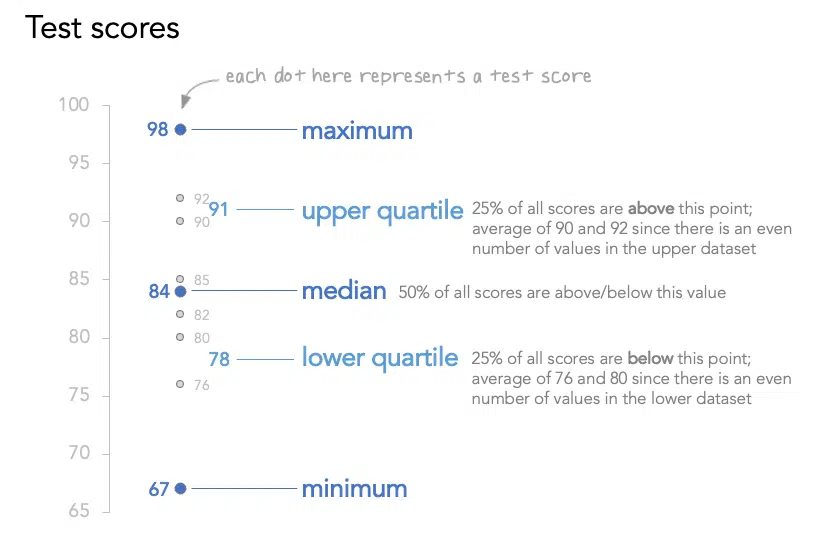 Test scores
each dot here represents a test score
100
98 maximum
95
92
91 upper quartile 25% of all scores are above this point;
90 90 average of 90 and 92 since there is an even
number of values in the upper dataset
85 85
84 median 50% of all scores are above/below this value
82
80 80
78 lower quartile 25% of all scores are below this point;
average of 76 and 80 since there is an even
76
75 number of values in the lower dataset
70
67 minimum
65